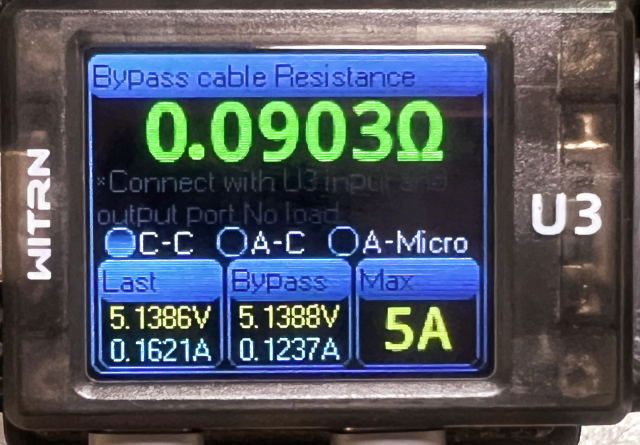 WITRN
Bypass cable Resistance
0.0903Ω
*Connect with U3 input and
output port.No load
C-C A-C A-Micro
Last Bypass Max
5.1386V 5.1388V 5A
0.1621A 0.1237A
U3